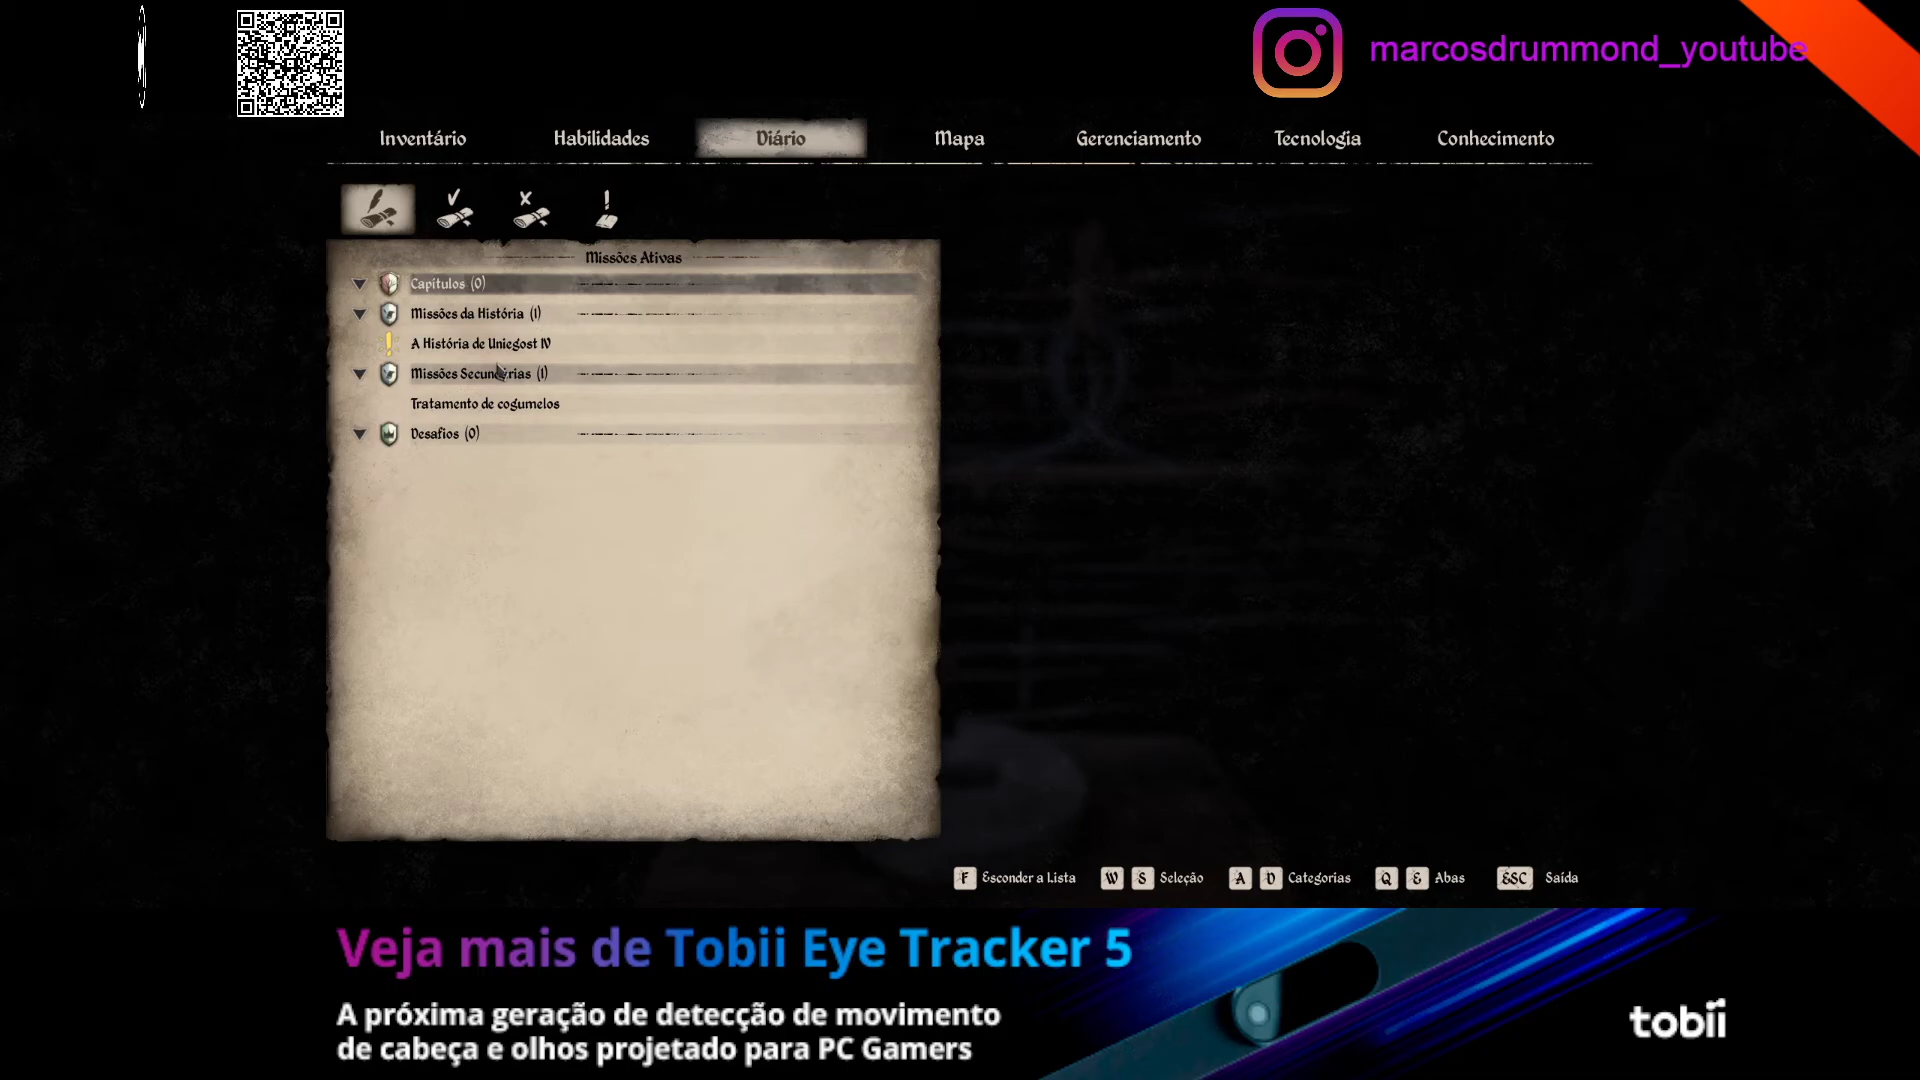 marcosdrummond_youtube
Inventário Habilidades Diário Mapa Gerenciamento Tecnologia Conhecimento
Missões Ativas
Capítulos (0)
Missões da História (1)
A História de Uniegost IV
Missões Secundárias (1)
Tratamento de cogumelos
Desafios (0)
F Esconder a Lista W S Seleção A D Categorias Q E Abas ESC Saída
Veja mais de Tobii Eye Tracker 5
A próxima geração de detecção de movimento
de cabeça e olhos projetado para PC Gamers
tobii